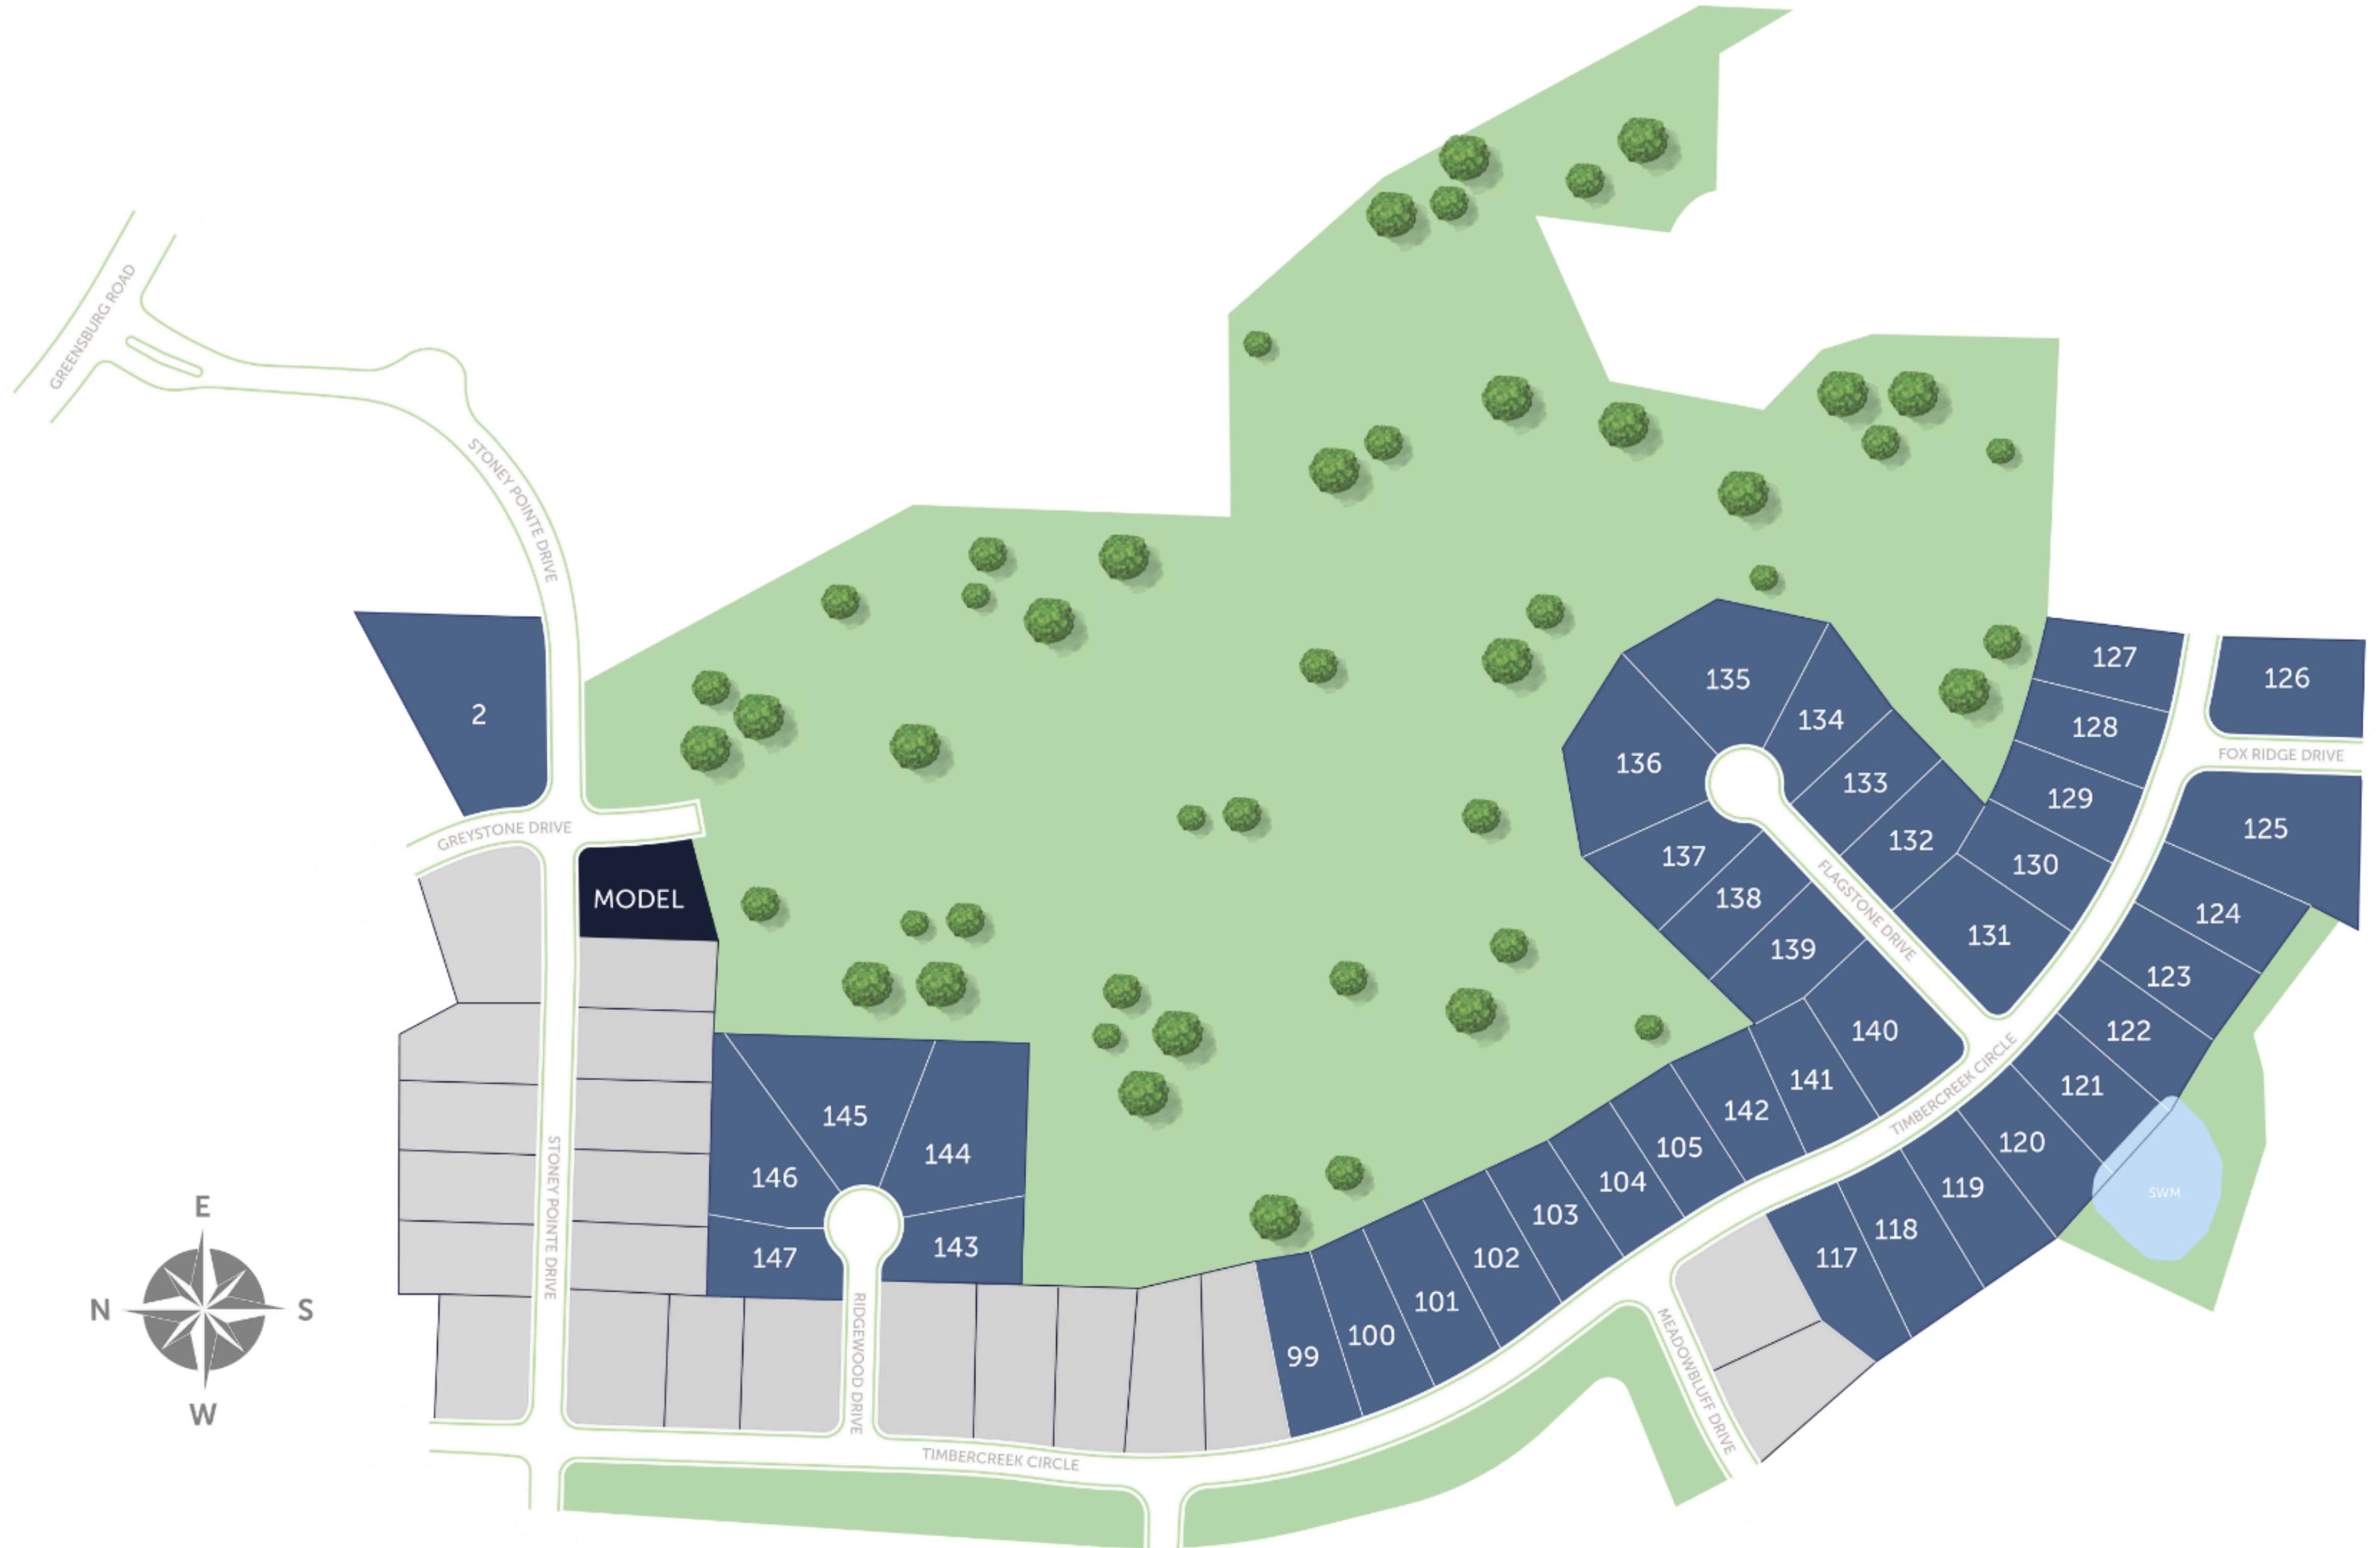 GREENSBURG ROAD
STONEY POINTE DRIVE
2
GREYSTONE DRIVE
MODEL
STONEY POINTE DRIVE
145
144
146
147
143
RIDGEWOOD DRIVE
TIMBERCREEK CIRCLE
99
100
101
102
103
104
105
142
141
140
139
138
137
136
135
134
133
132
131
130
129
128
127
126
FOX RIDGE DRIVE
125
124
123
122
121
120
119
118
117
FLAGSTONE DRIVE
TIMBERCREEK CIRCLE
MEADOWBLUFF DRIVE
SWM
E
N
S
W